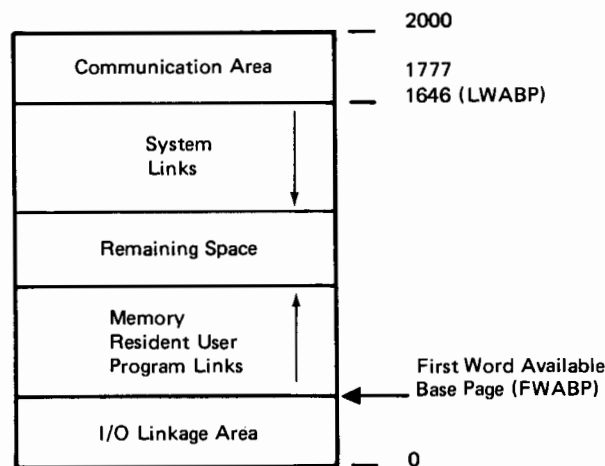 2000
Communication Area
1777
1646 (LWABP)
System
Links
Remaining Space
Memory
Resident User
Program Links
First Word Available
Base Page (FWABP)
I/O Linkage Area
0